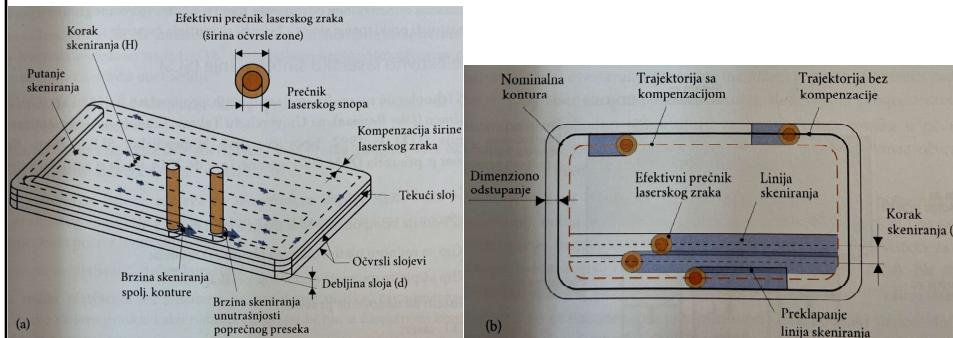 Efektivni prečnik laserskog zraka
(širina očvrsle zone)
Korak
skeniranja (H)
Putanje
skeniranja
Prečnik
laserskog snopa
Kompenzacija širine
laserskog zraka
Tekući sloj
Očvrsli slojevi
Debljina sloja (d)
Brzina skeniranja
spolj. konture
Brzina skeniranja
unutrašnjosti
poprečnog preseka
(a)
Nominalna
kontura
Trajektorija sa
kompenzacijom
Trajektorija bez
kompenzacije
Dimenziono
odstupanje
Efektivni prečnik
laserskog zraka
Linija
skeniranja
Korak
skeniranja (
Preklapanje
linija skeniranja
(b)